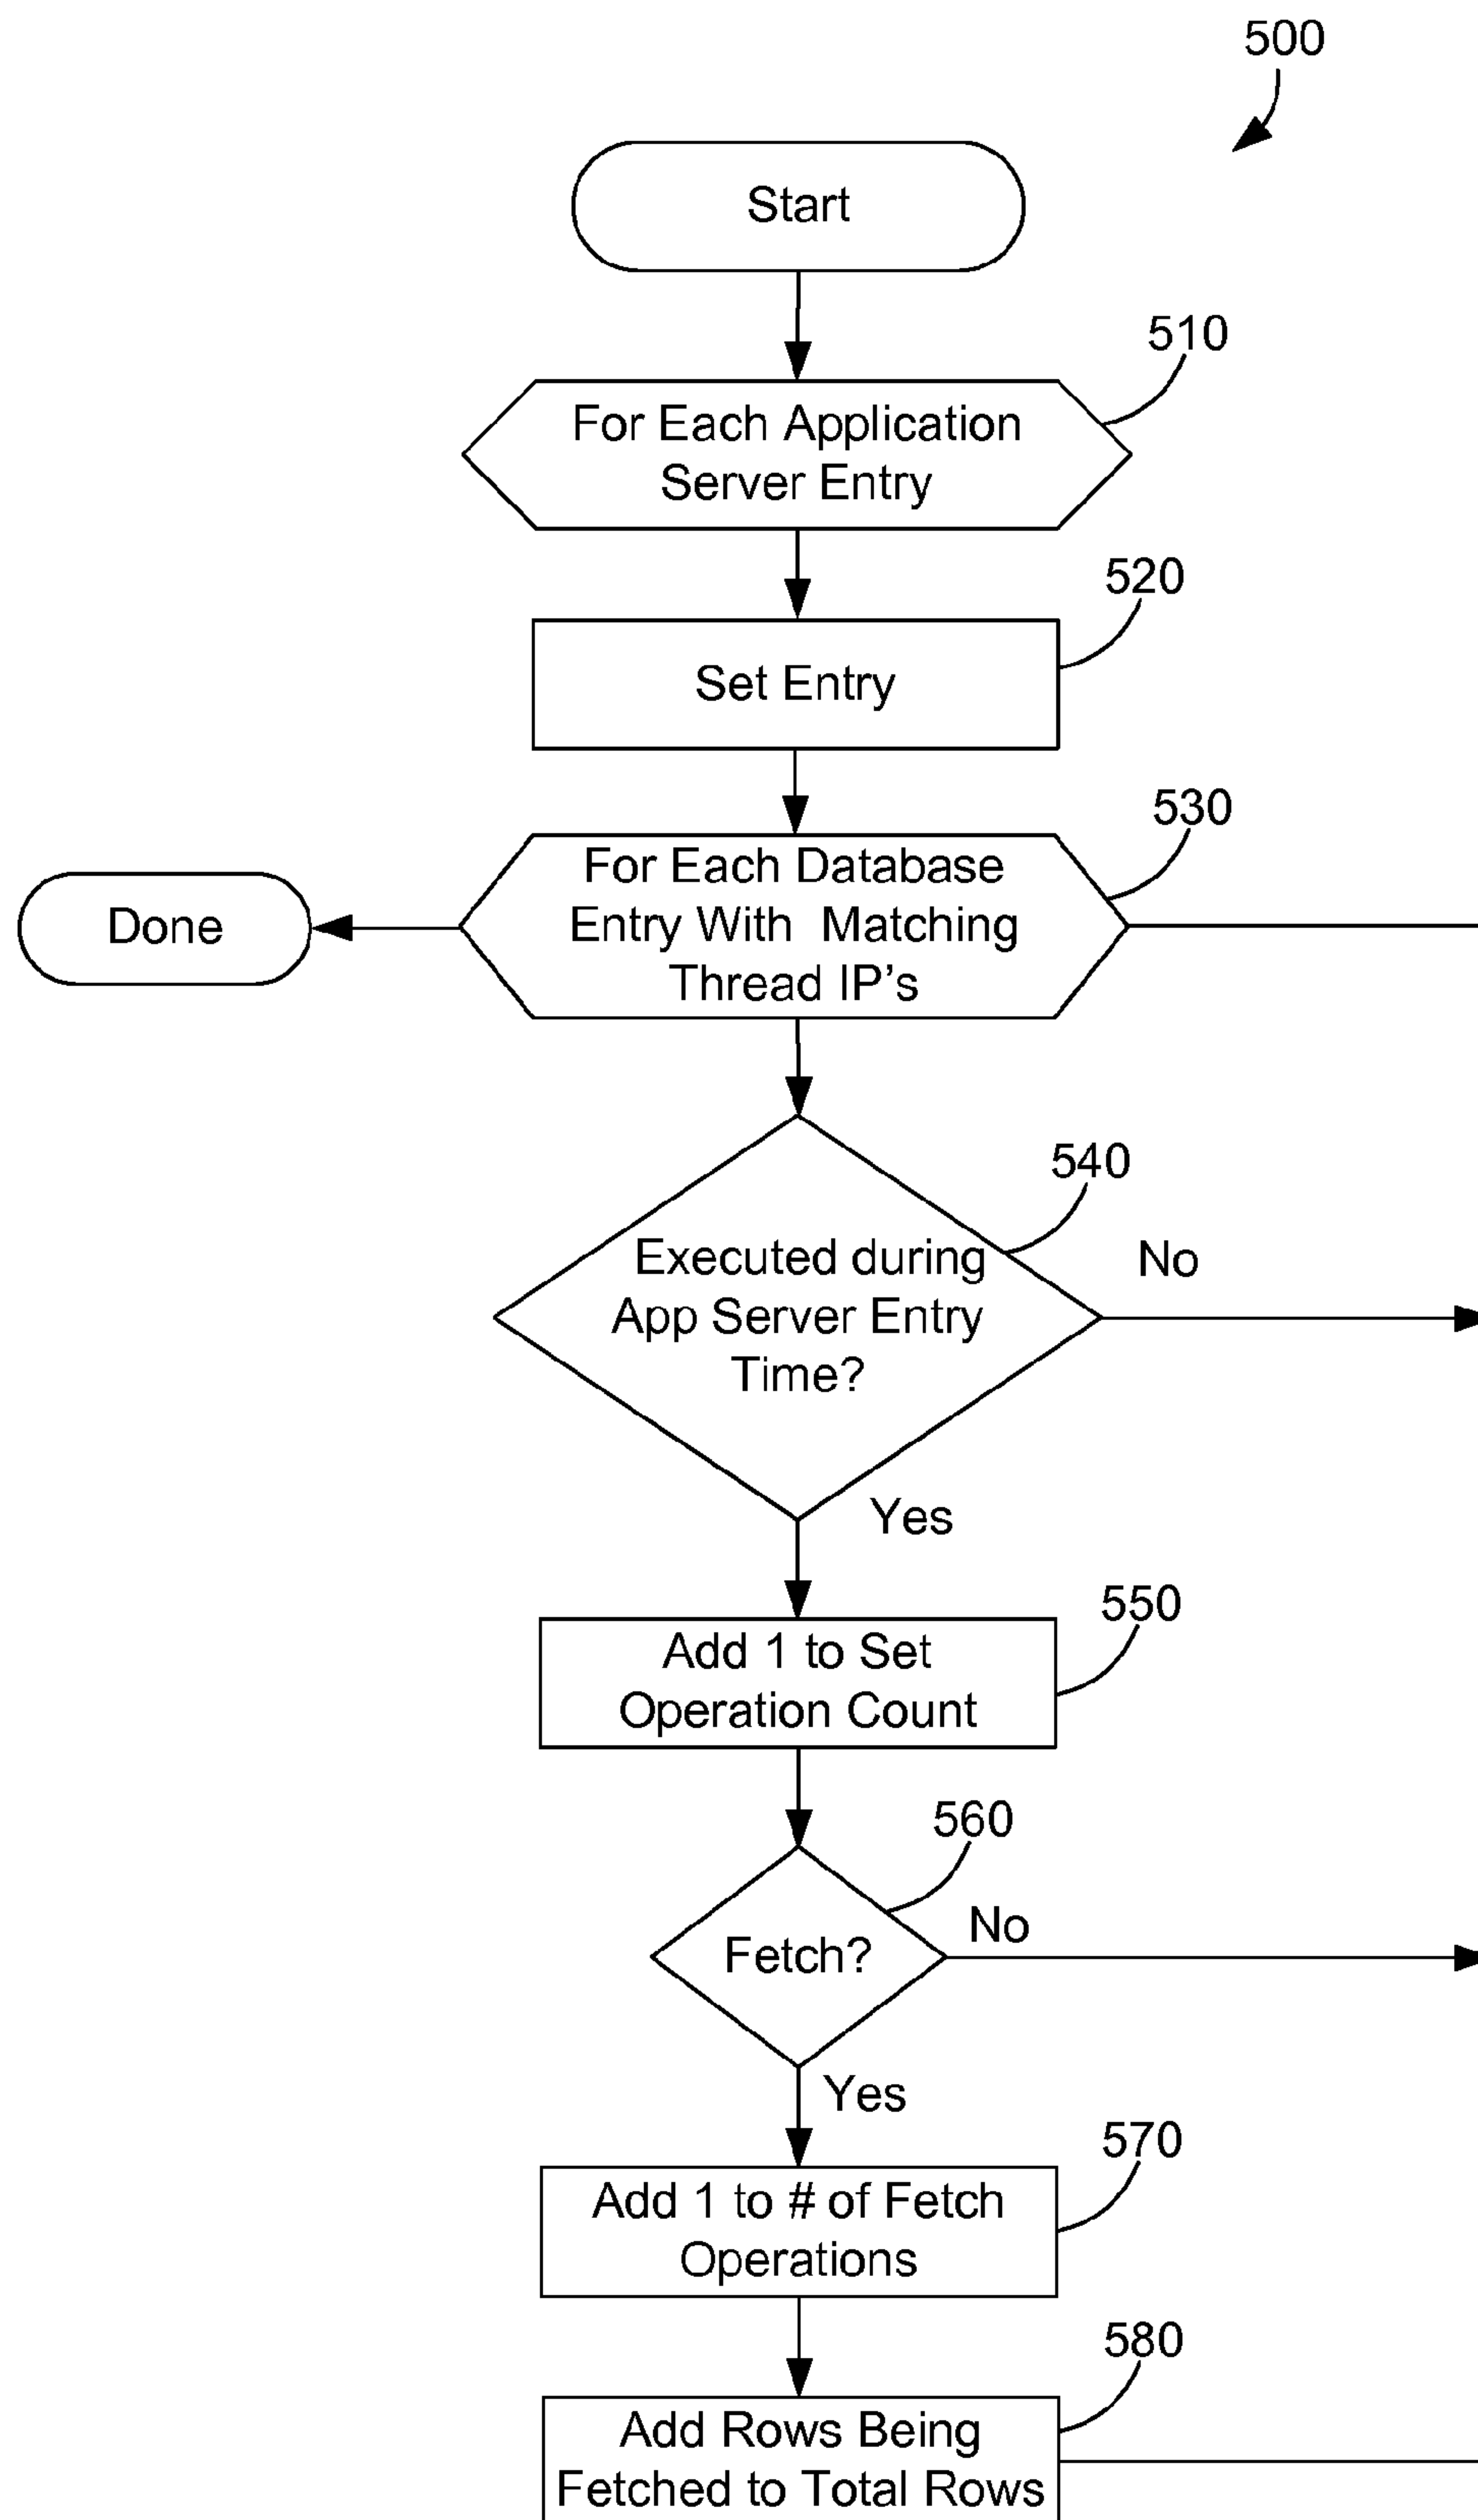 500
Start
510
For Each Application
Server Entry
520
Set Entry
530
For Each Database
Entry With Matching
Thread IP's
Done
540
Executed during
App Server Entry
Time?
No
Yes
550
Add 1 to Set
Operation Count
560
Fetch?
No
Yes
570
Add 1 to # of Fetch
Operations
580
Add Rows Being
Fetched to Total Rows